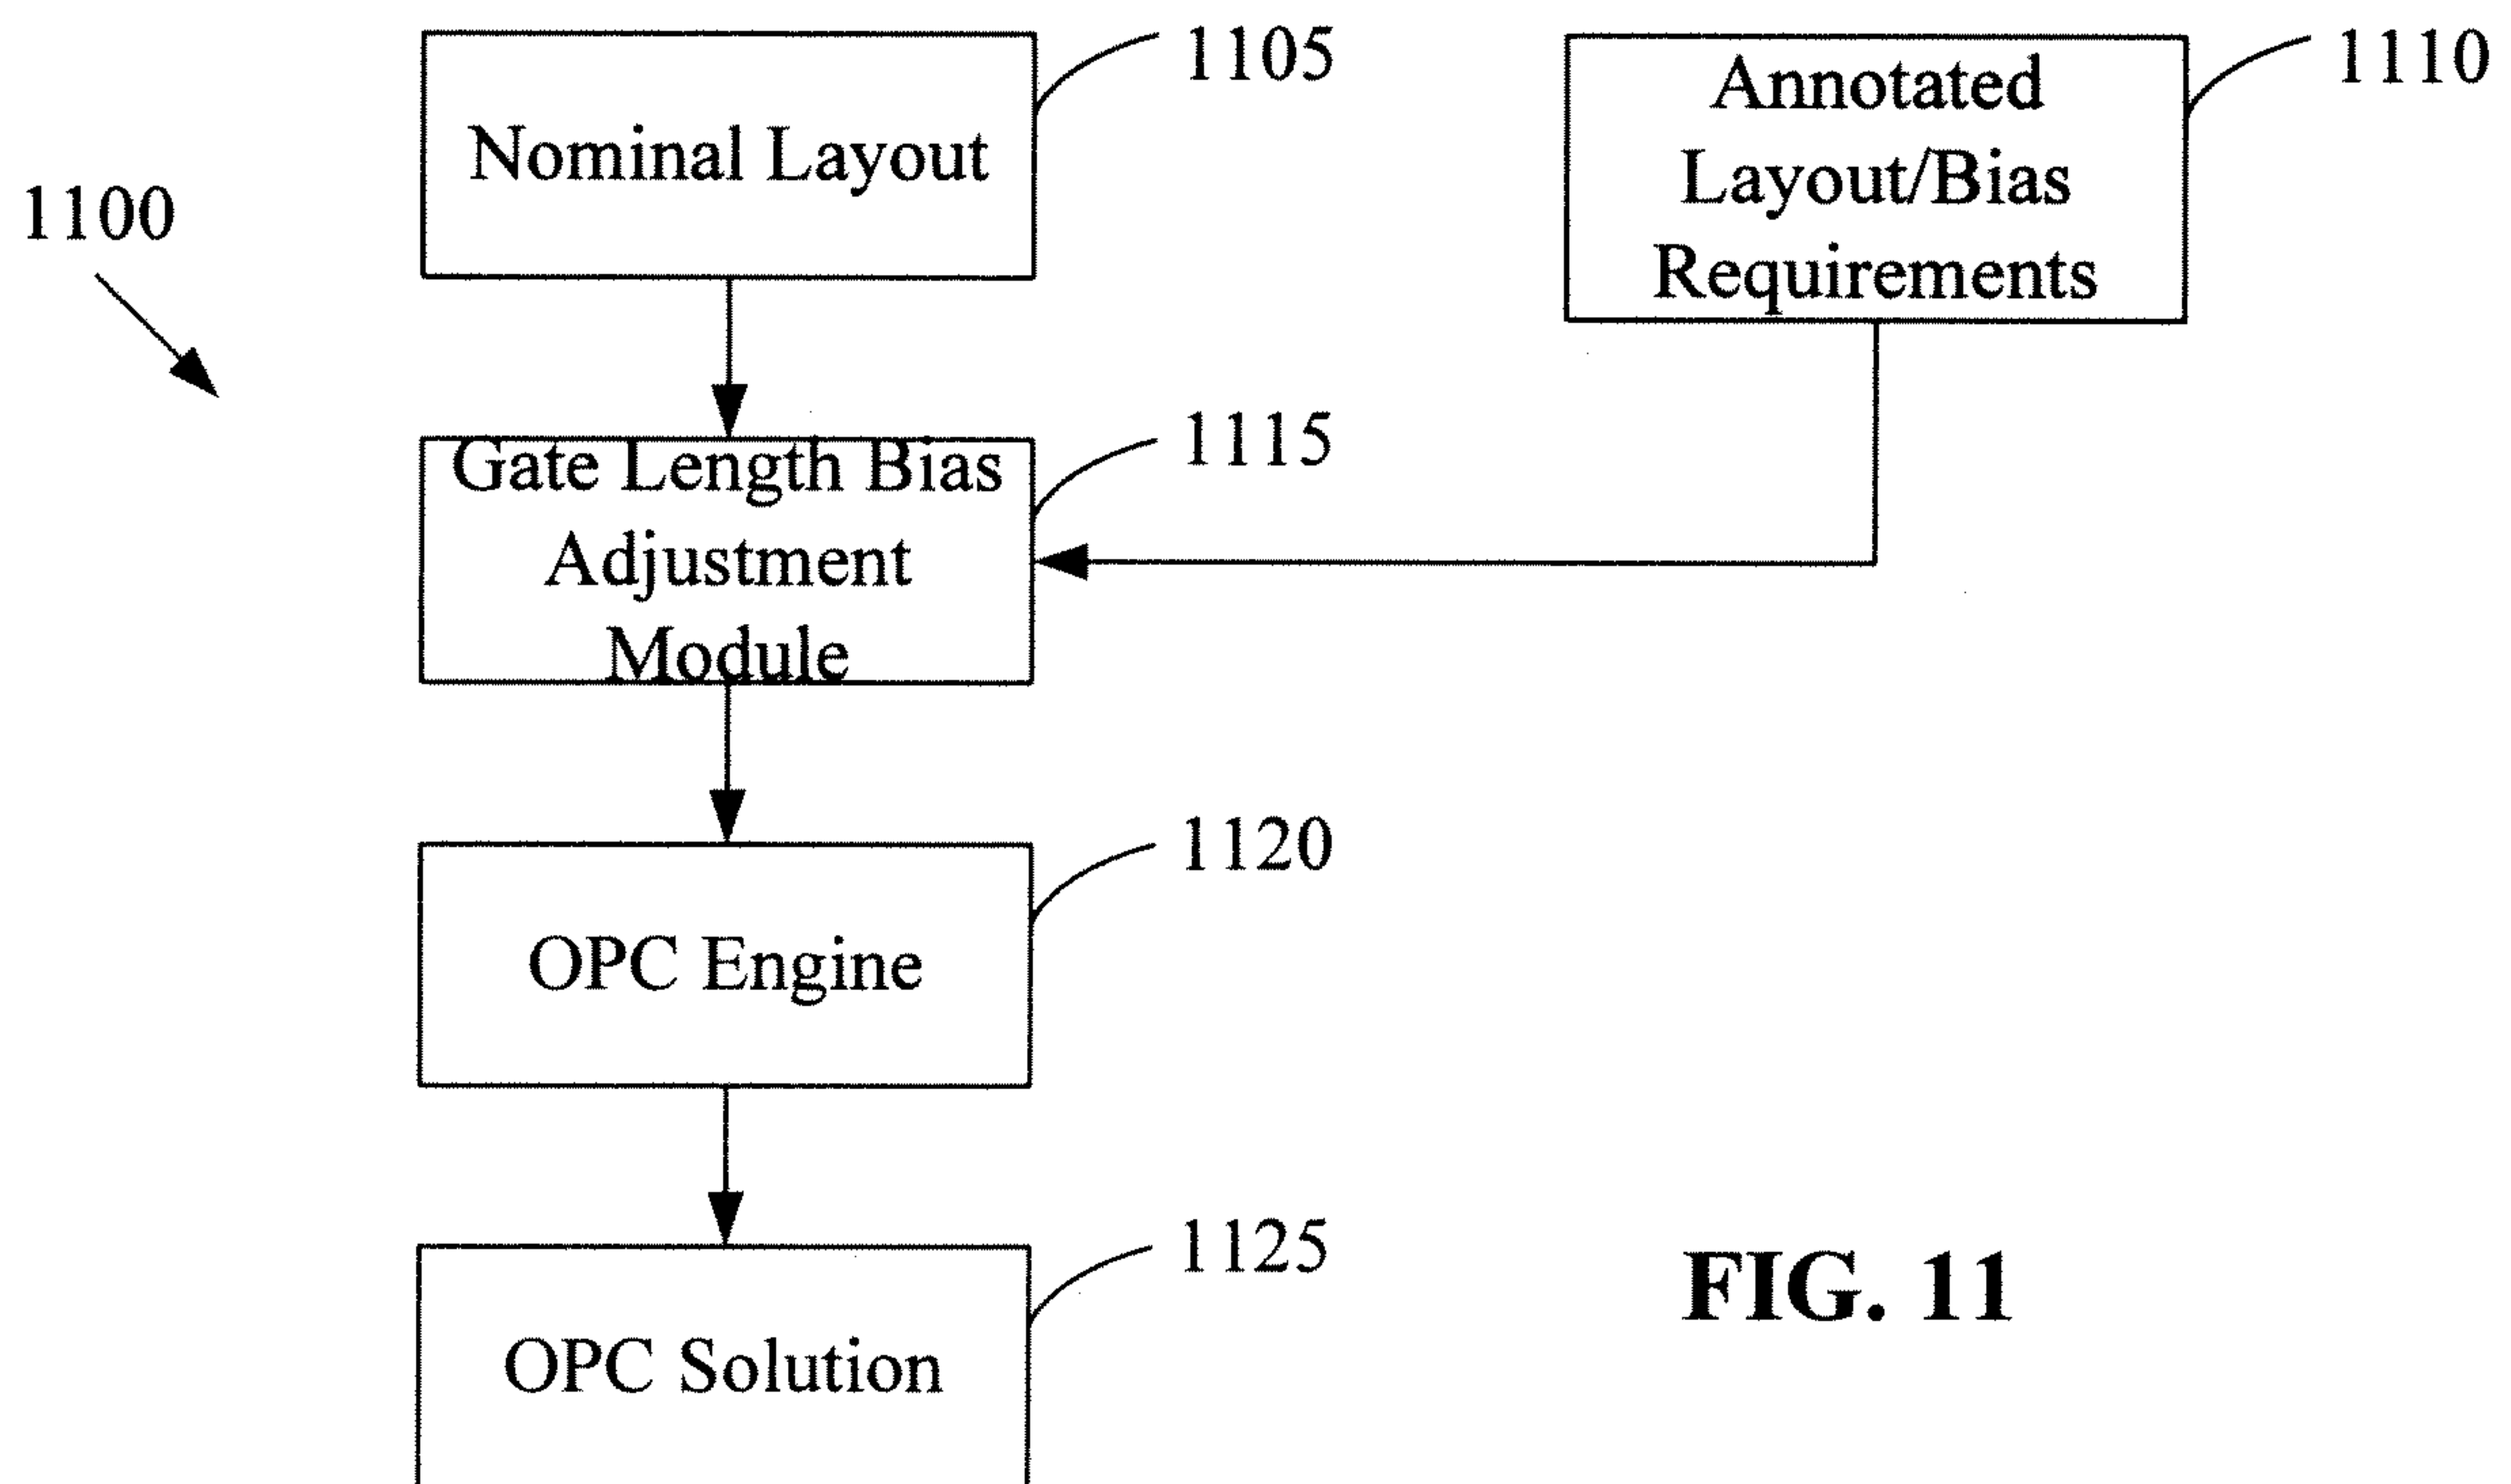 1105
Nominal Layout
1110
Annotated
Layout/Bias
Requirements
1100
1115
Gate Length Bias
Adjustment
Module
1120
OPC Engine
1125
OPC Solution
FIG. 11